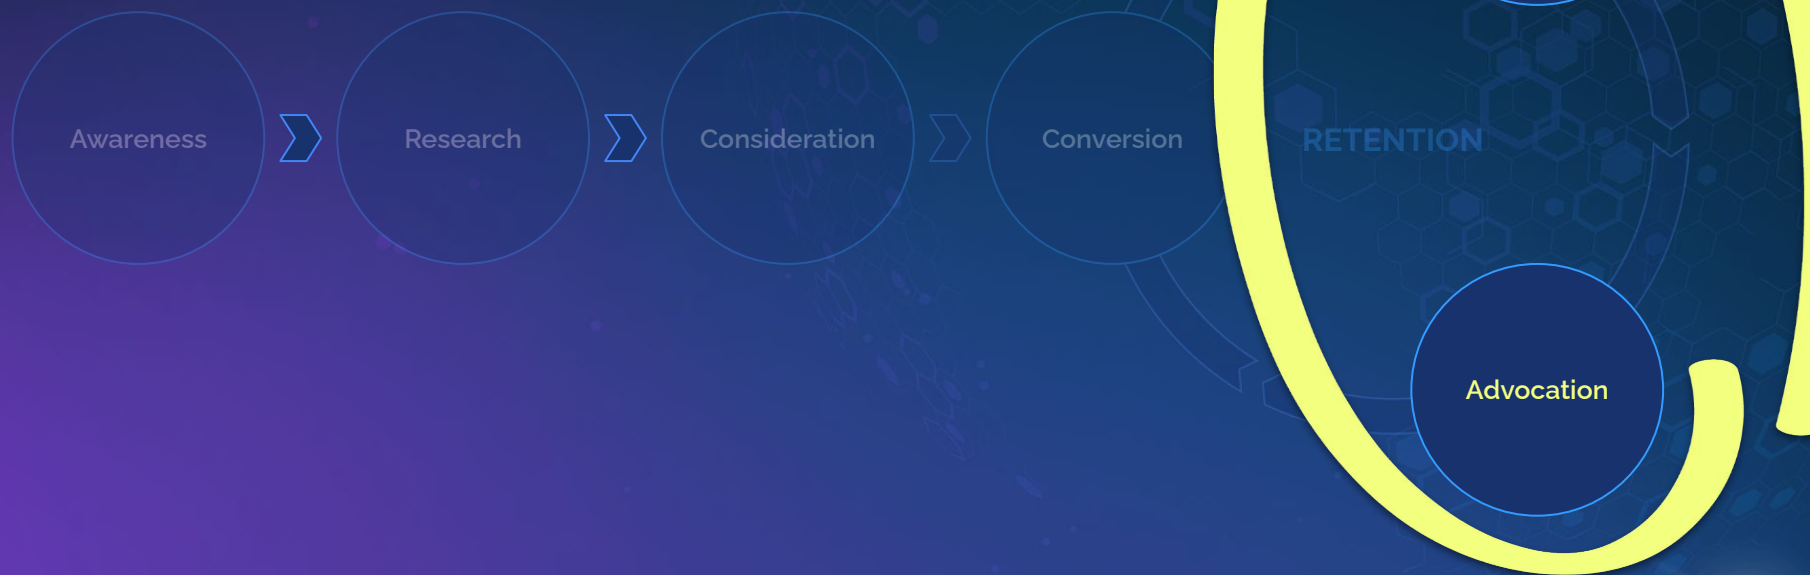 Awareness
Research
Consideration
Conversion
RETENTION
Advocation